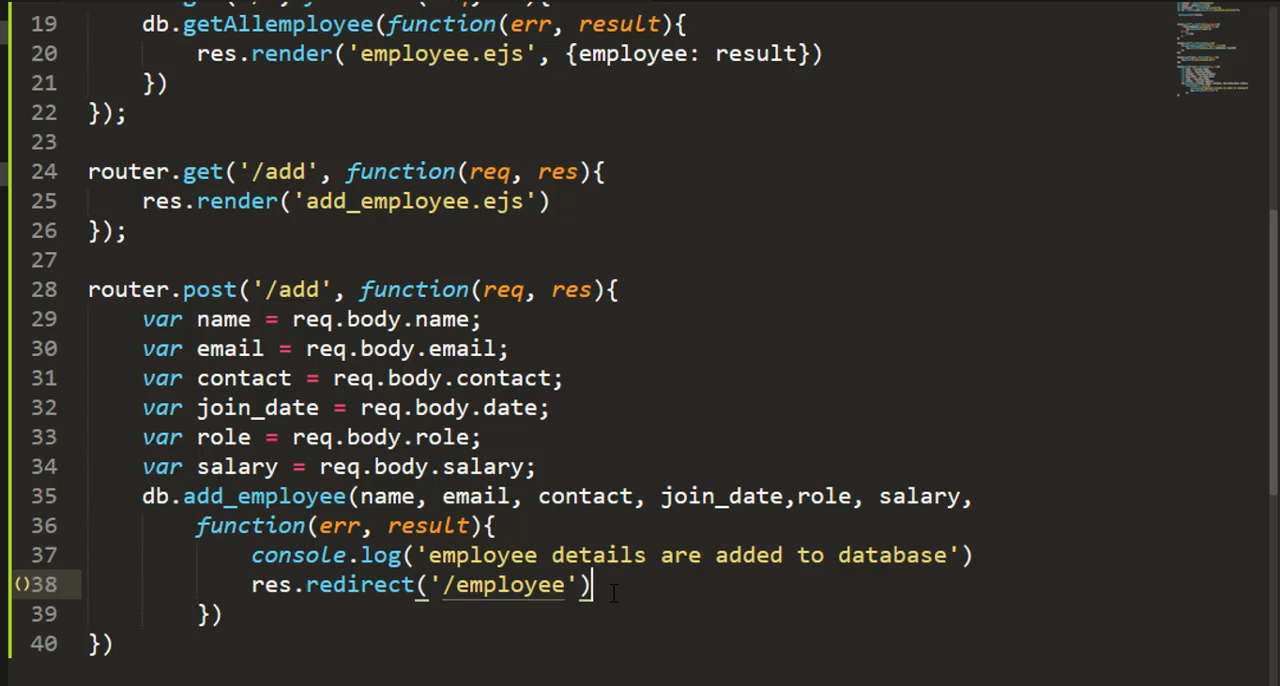 19 db.getAllemployee(function(err, result){
20 res.render('employee.ejs', {employee: result})
21 })
22 });
23
24 router.get('/add', function(req, res){
25 res.render('add_employee.ejs')
26 });
27
28 router.post('/add', function(req, res){
29 var name = req.body.name;
30 var email = req.body.email;
31 var contact = req.body.contact;
32 var join_date = req.body.date;
33 var role = req.body.role;
34 var salary = req.body.salary;
35 db.add_employee(name, email, contact, join_date,role, salary,
36 function(err, result){
37 console.log('employee details are added to database')
()38 res.redirect('/employee')
39 })
40 })